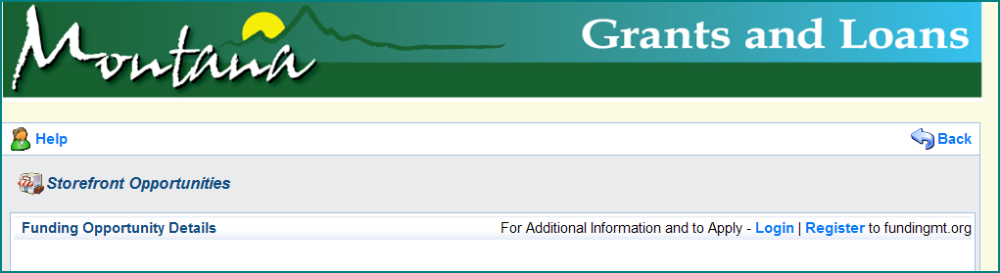 Montana
Grants and Loans
Help
Back
Storefront Opportunities
Funding Opportunity Details
For Additional Information and to Apply - Login | Register to fundingmt.org